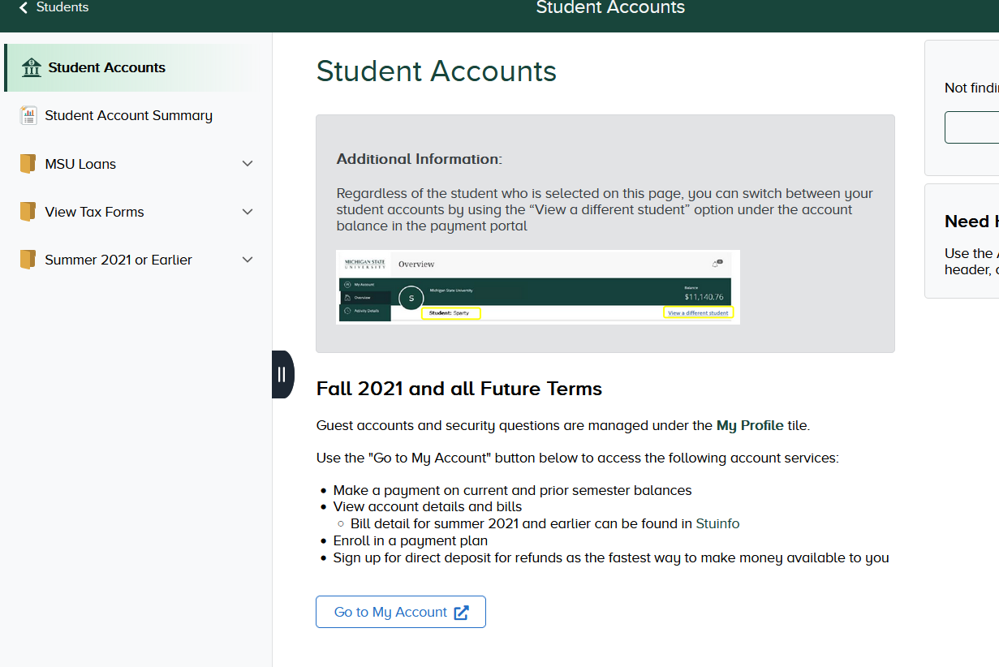 Students
Student Accounts
Student Accounts
Student Account Summary
MSU Loans
View Tax Forms
Summer 2021 or Earlier
Student Accounts
Additional Information:
Regardless of the student who is selected on this page, you can switch between your
student accounts by using the “View a different student” option under the account
balance in the payment portal
MICHIGAN STATE
UNIVERSITY
Overview
My Account
Overview
Activity Details
S
Michigan State University
Student: Sparty
Balance
$11,140.76
View a different student
Fall 2021 and all Future Terms
Guest accounts and security questions are managed under the My Profile tile.
Use the "Go to My Account" button below to access the following account services:
• Make a payment on current and prior semester balances
• View account details and bills
○ Bill detail for summer 2021 and earlier can be found in Stuinfo
• Enroll in a payment plan
• Sign up for direct deposit for refunds as the fastest way to make money available to you
Go to My Account
Not findi
Need
Use the
header,